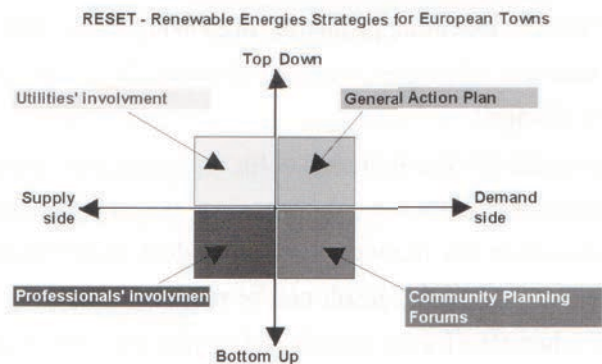 RESET - Renewable Energies Strategies for European Towns
Top Down
Utilities' involvment
General Action Plan
Supply
side
Demand
side
Professionals' Involvmen
Community Planning
Forums
Bottom Up